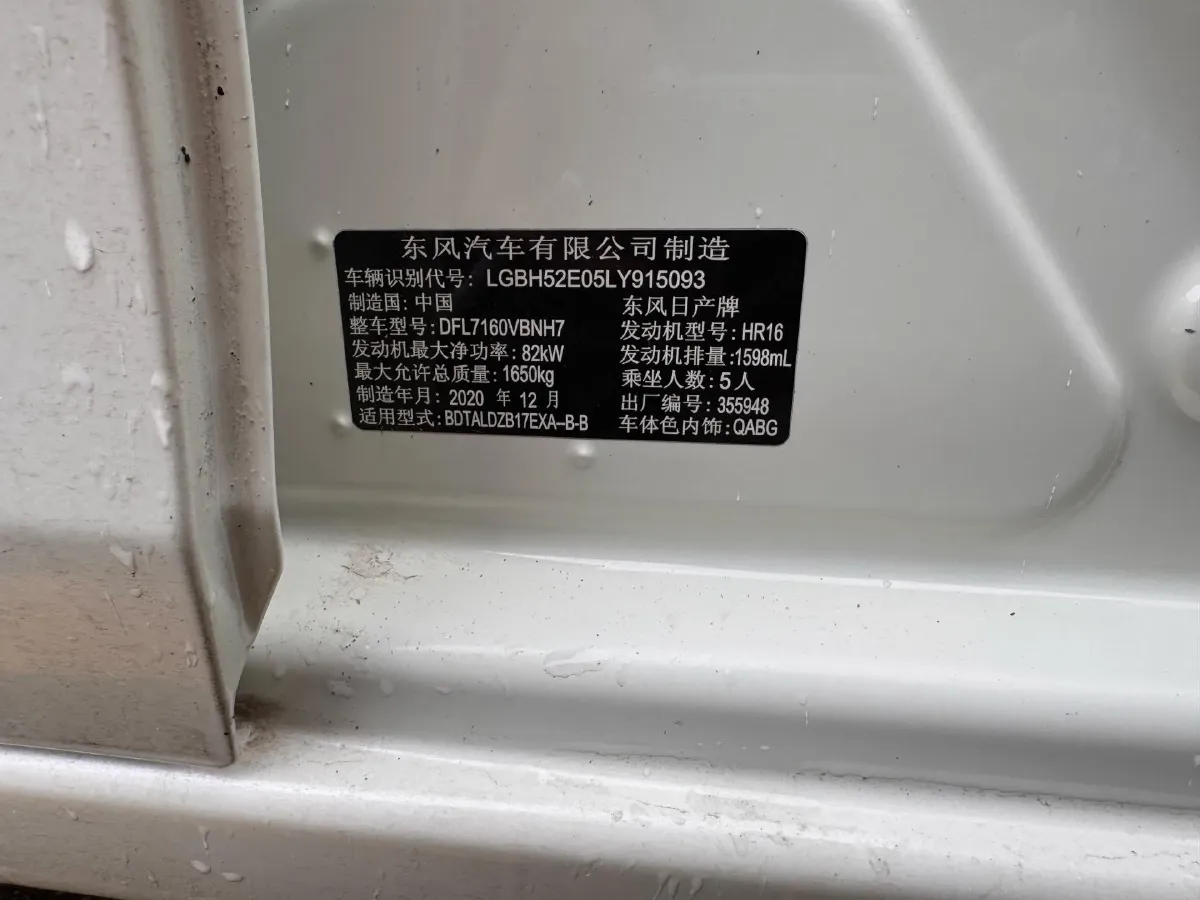 东风汽车有限公司制造
车辆识别代号: LGBH52E05LY915093
制造国: 中国 东风日产牌
整车型号: DFL7160VBNH7 发动机型号: HR16
发动机最大净功率: 82kW 发动机排量: 1598mL
最大允许总质量: 1650kg 乘坐人数: 5人
制造年月: 2020 年 12 月 出厂编号: 355948
适用型式: BDTALDZB17EXA-B-B 车体色内饰: QABG